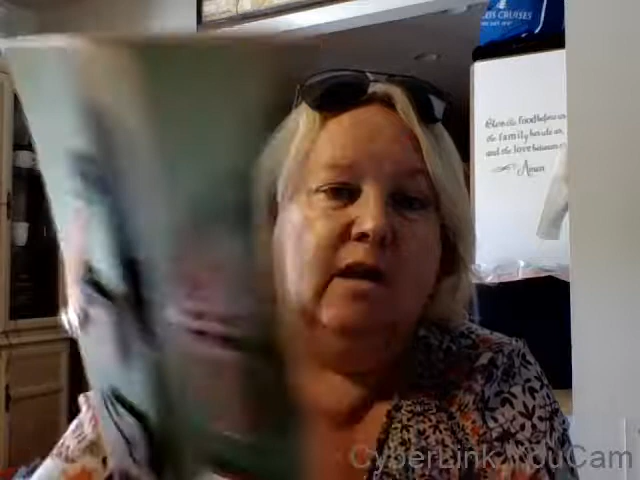 CRUISES
Bless the food before us
the family beside us,
and the love between us
Amen
CyberLink YouCam